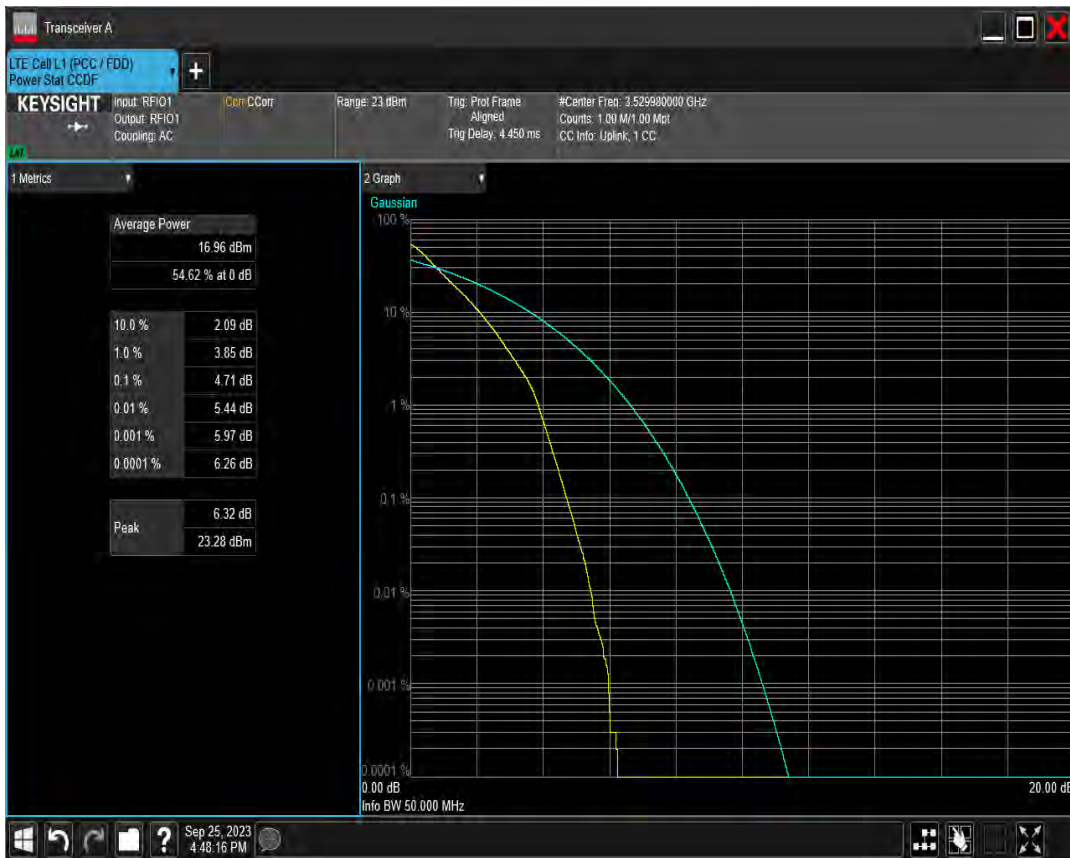 Transceiver A
LTE Cell L1 (PCC / FDD)
Power Stat CCDF
+
KEYSIGHT
Input: RFIO1
Output: RFIO1
Coupling: AC
Corr CCorr
Range: 23 dBm
Trig: Prot Frame
Aligned
Trig Delay: 4.450 ms
#Center Freq: 3.529980000 GHz
Counts: 1.00 M/1.00 Mpt
CC Info: Uplink, 1 CC
LXI
1 Metrics
Average Power
16.96 dBm
54.62 % at 0 dB
10.0 % 2.09 dB
1.0 % 3.85 dB
0.1 % 4.71 dB
0.01 % 5.44 dB
0.001 % 5.97 dB
0.0001 % 6.26 dB
Peak
6.32 dB
23.28 dBm
2 Graph
Gaussian
100 %
10 %
1 %
0.1 %
0.01 %
0.001 %
0.0001 %
0.00 dB 20.00 dB
Info BW 50.000 MHz
?
Sep 25, 2023
4:48:16 PM